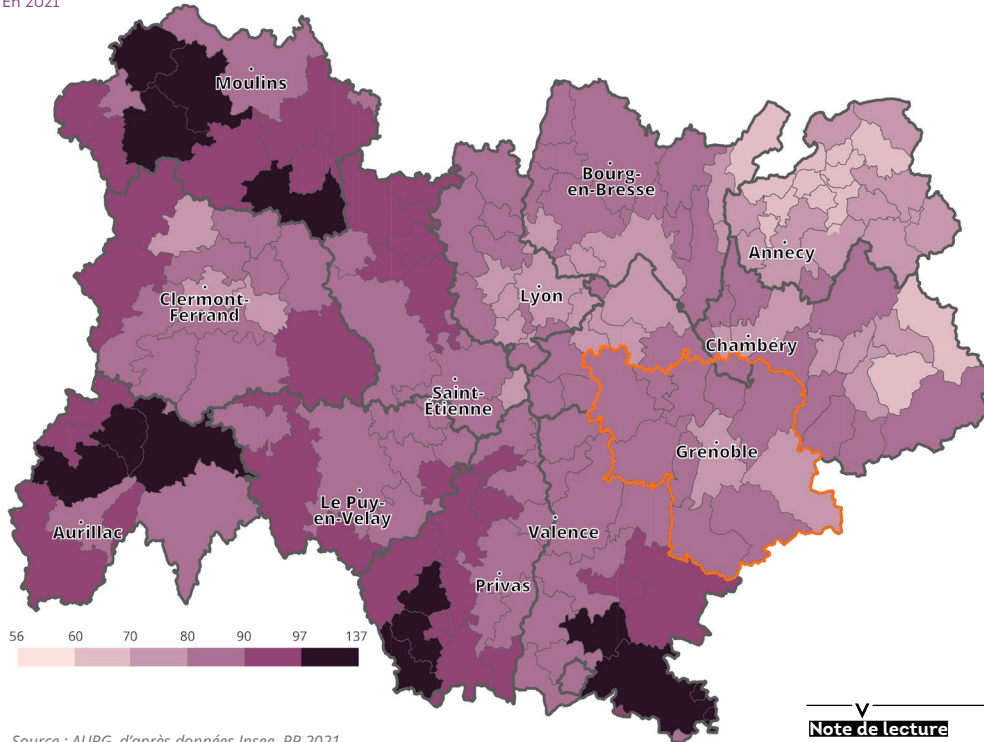 En 2021
Moulins
Bourg-
en-Bresse
Annecy
Clermont-
Ferrand
Lyon
Chambéry
Saint-
Étienne
Grenoble
Le Puy-
en-Velay
Aurillac
Valence
Privas
56 60 70 80 90 97 137
Note de lecture
Source : AURG, d'après données Insee, RP 2021